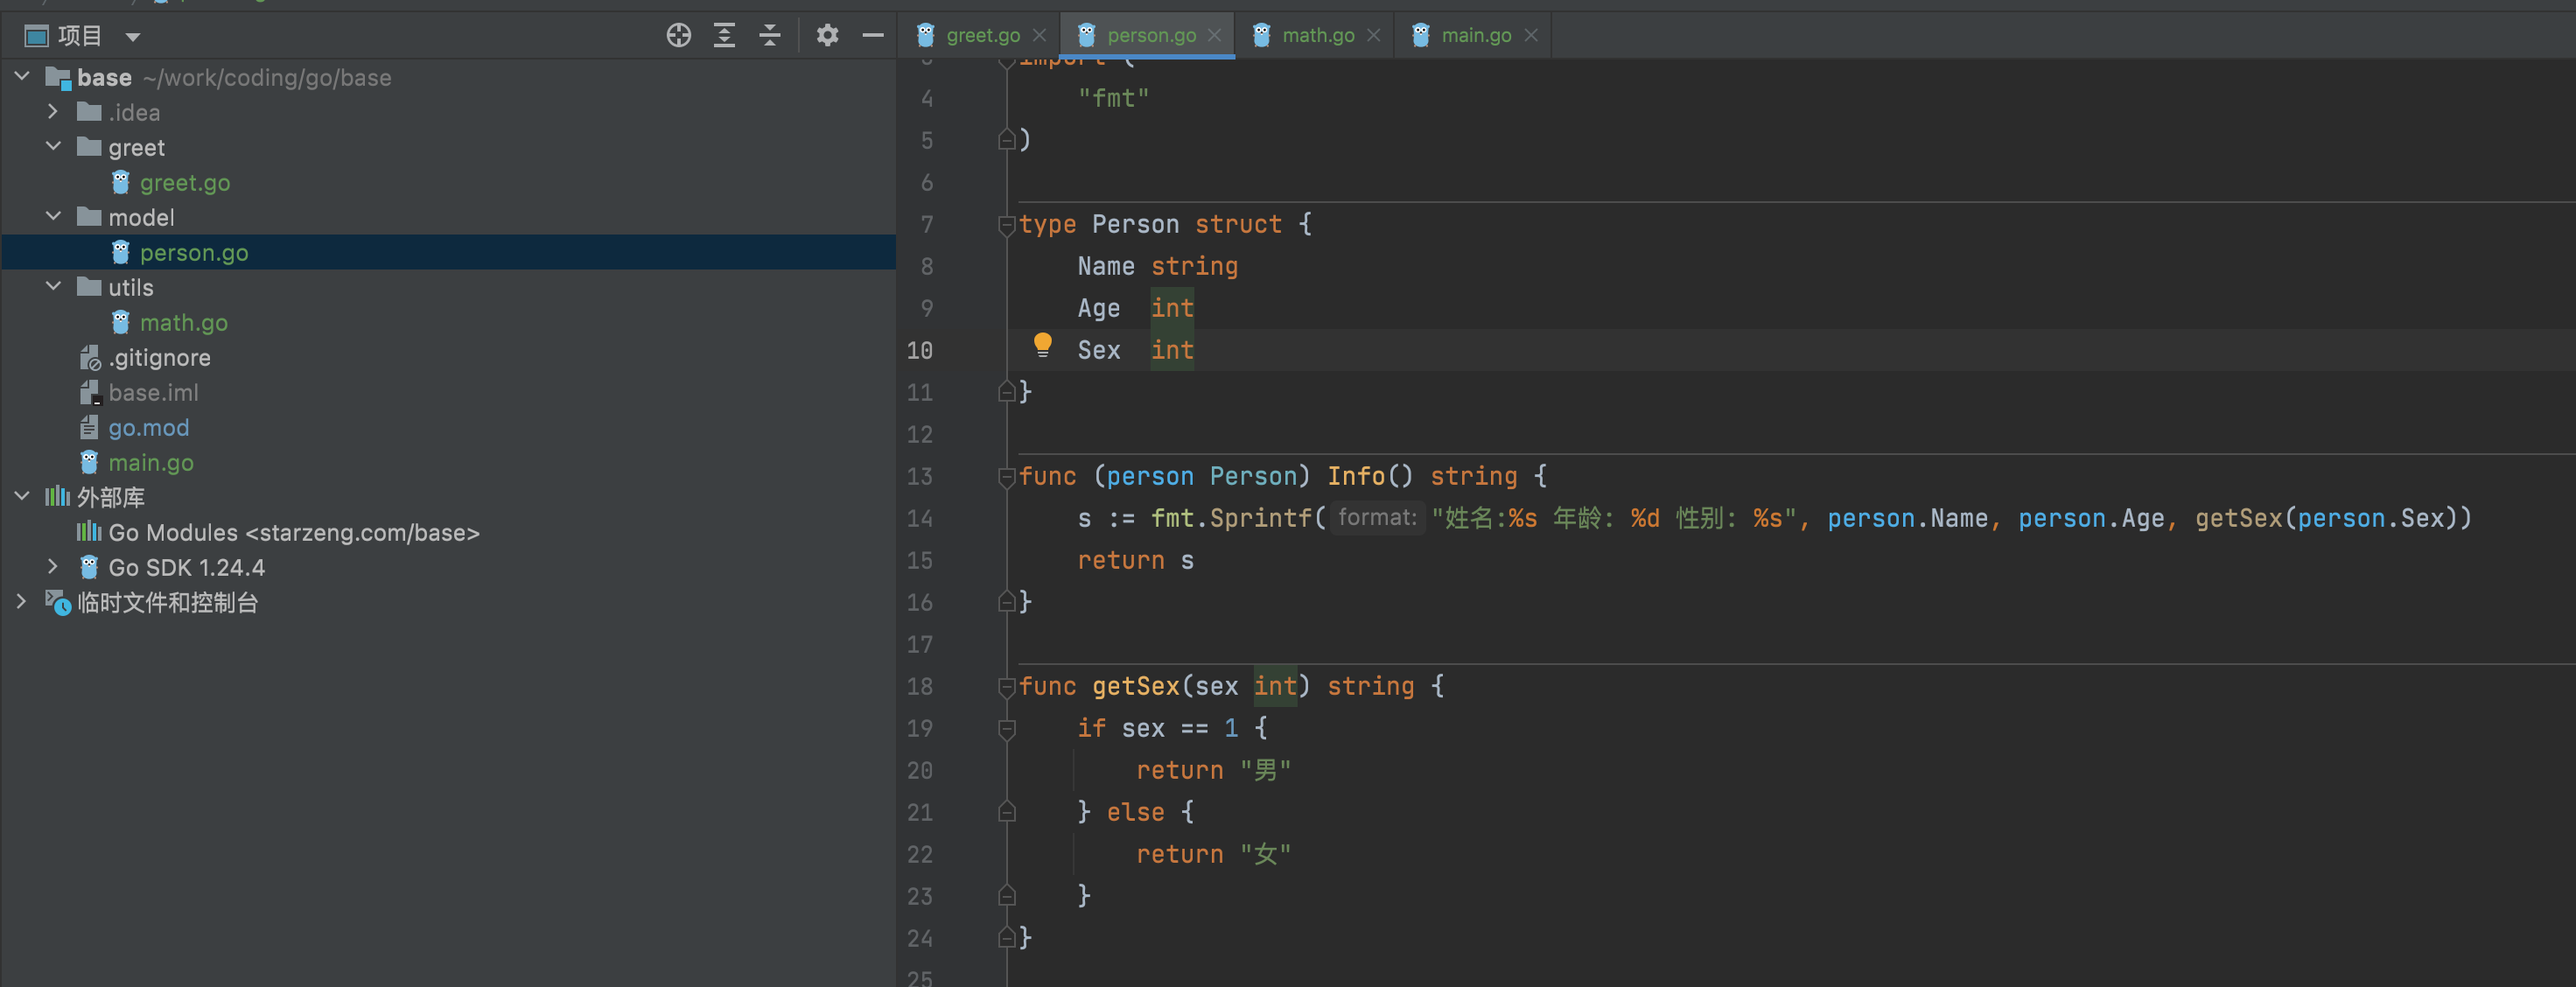 项目
greet.go
person.go
math.go
main.go
base ~/work/coding/go/base
.idea
greet
greet.go
model
person.go
utils
math.go
.gitignore
base.iml
go.mod
main.go
外部库
Go Modules <starzeng.com/base>
Go SDK 1.24.4
临时文件和控制台
3 import (
4 "fmt"
5 )
6
7 type Person struct {
8 Name string
9 Age int
10 Sex int
11 }
12
13 func (person Person) Info() string {
14 s := fmt.Sprintf( format: "姓名:%s 年龄: %d 性别: %s", person.Name, person.Age, getSex(person.Sex))
15 return s
16 }
17
18 func getSex(sex int) string {
19 if sex == 1 {
20 return "男"
21 } else {
22 return "女"
23 }
24 }
25